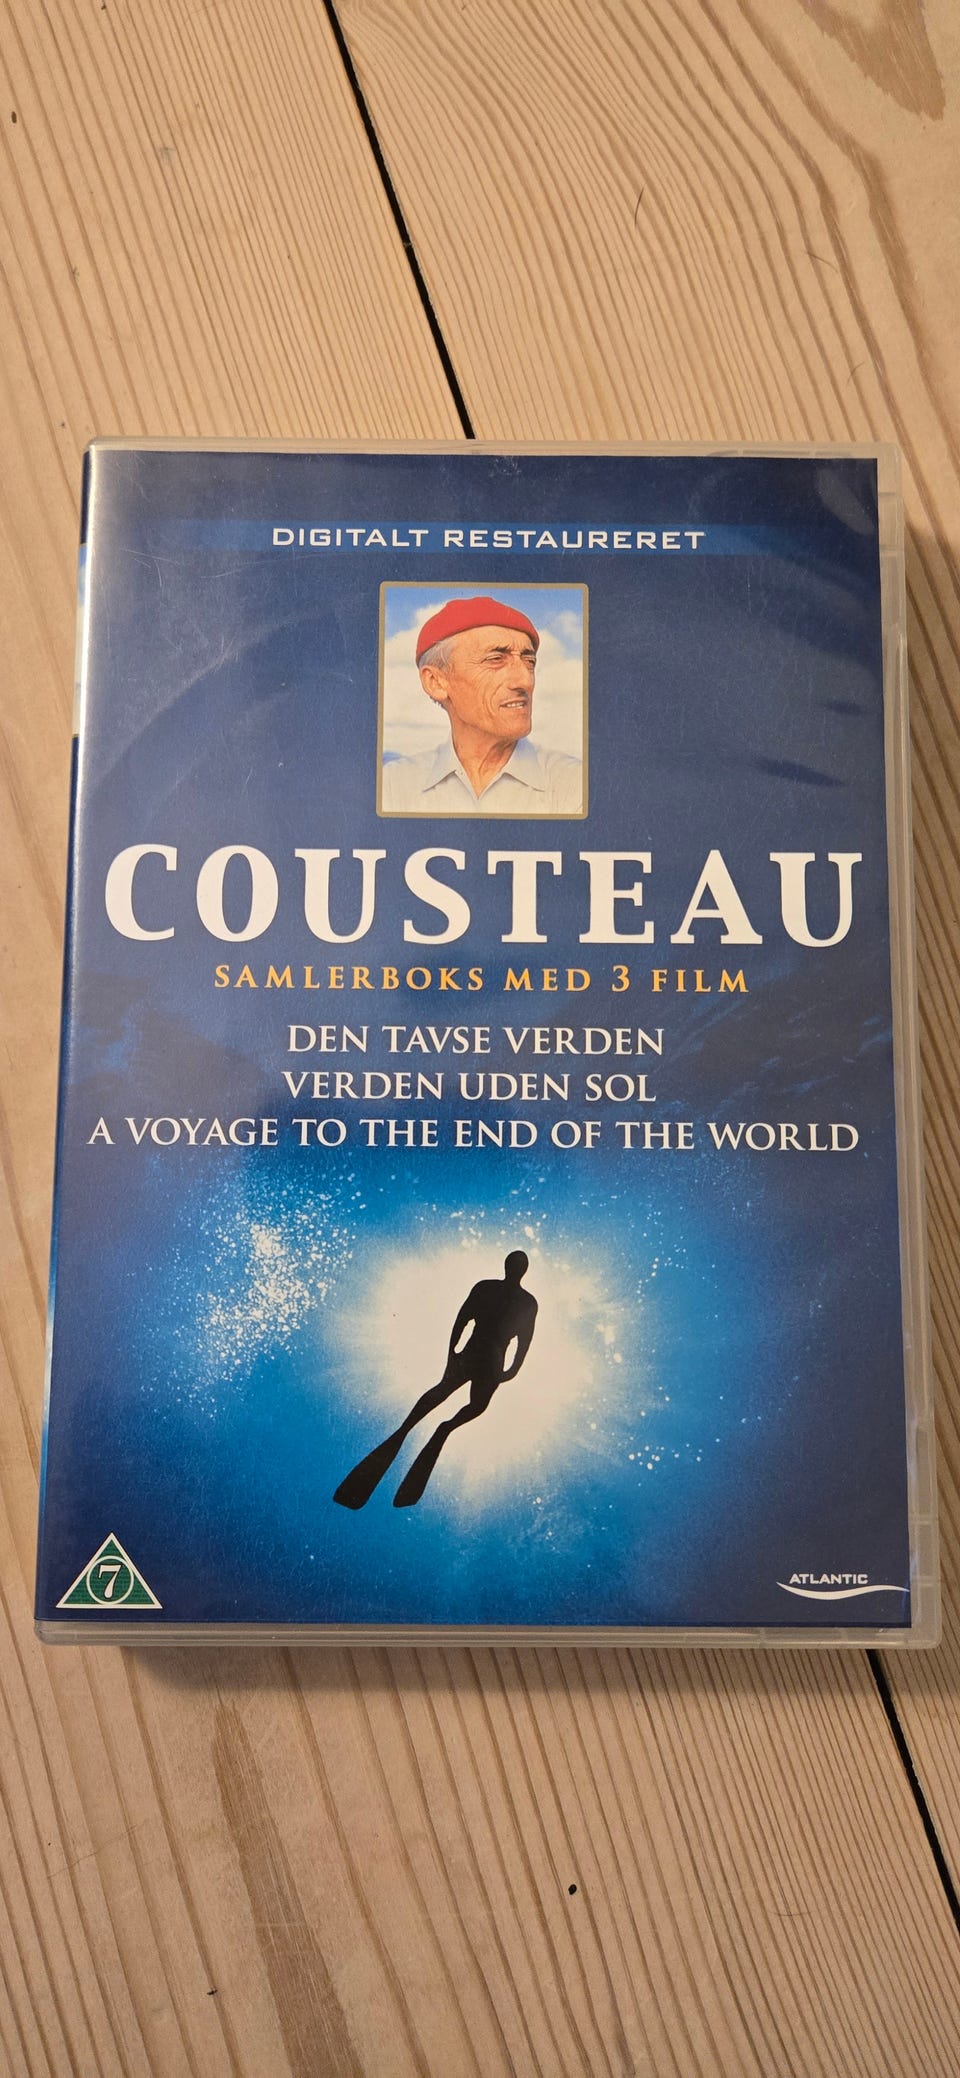 DIGITALT RESTAURERET
COUSTEAU
SAMLERBOKS MED 3 FILM
DEN TAVSE VERDEN
VERDEN UDEN SOL
A VOYAGE TO THE END OF THE WORLD
7
ATLANTIC